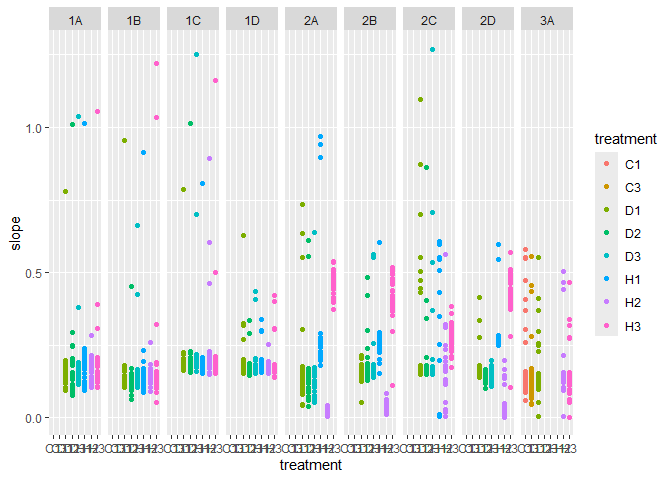 1A 1B 1C 1D 2A 2B 2C 2D 3A
1.0
0.5
0.0
slope
treatment
treatment
C1
C3
D1
D2
D3
H1
H2
H3